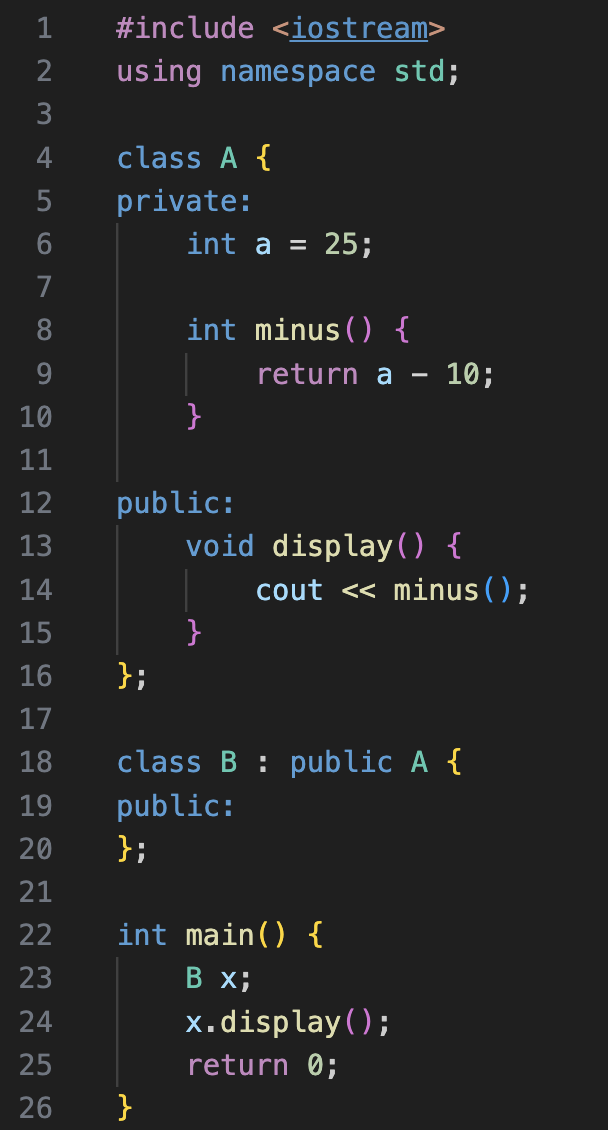 1 #include <iostream>
2 using namespace std;
3
4 class A {
5 private:
6     int a = 25;
7
8     int minus() {
9         return a - 10;
10     }
11
12 public:
13     void display() {
14         cout << minus();
15     }
16 };
17
18 class B : public A {
19 public:
20 };
21
22 int main() {
23     B x;
24     x.display();
25     return 0;
26 }